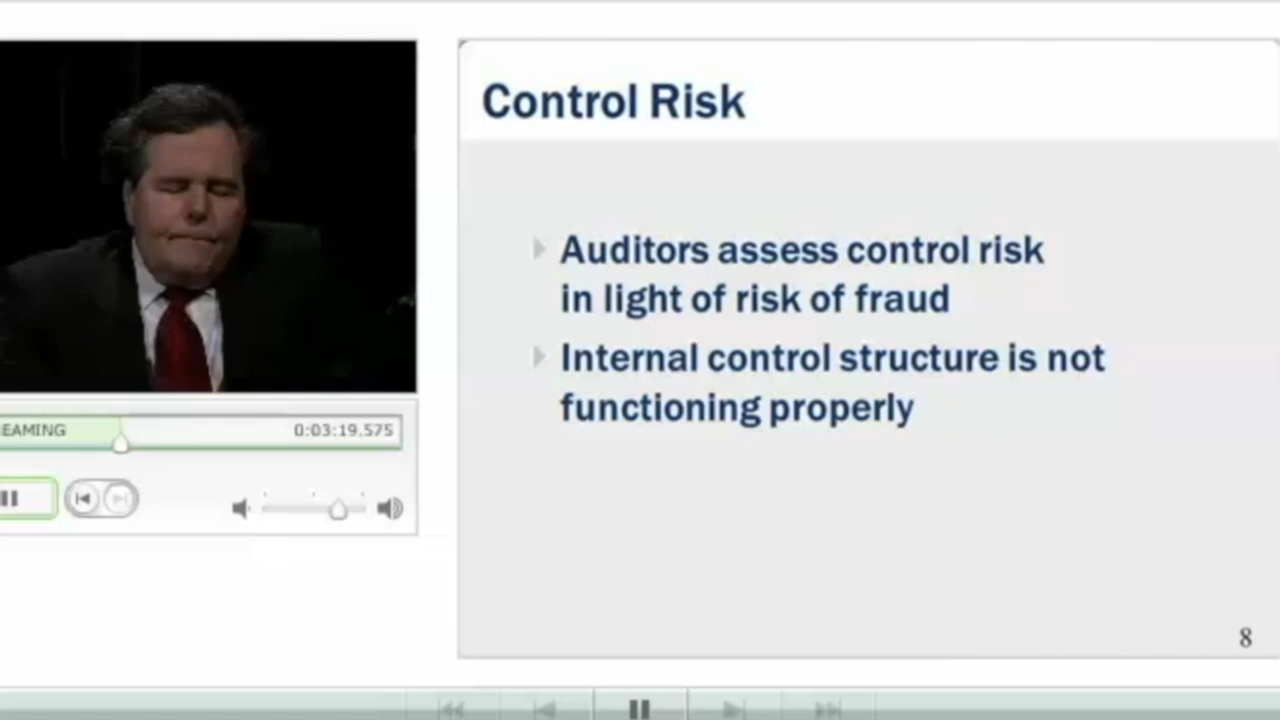 Control Risk
Auditors assess control risk
in light of risk of fraud
Internal control structure is not
functioning properly
EAMING
0:03:19.575
8